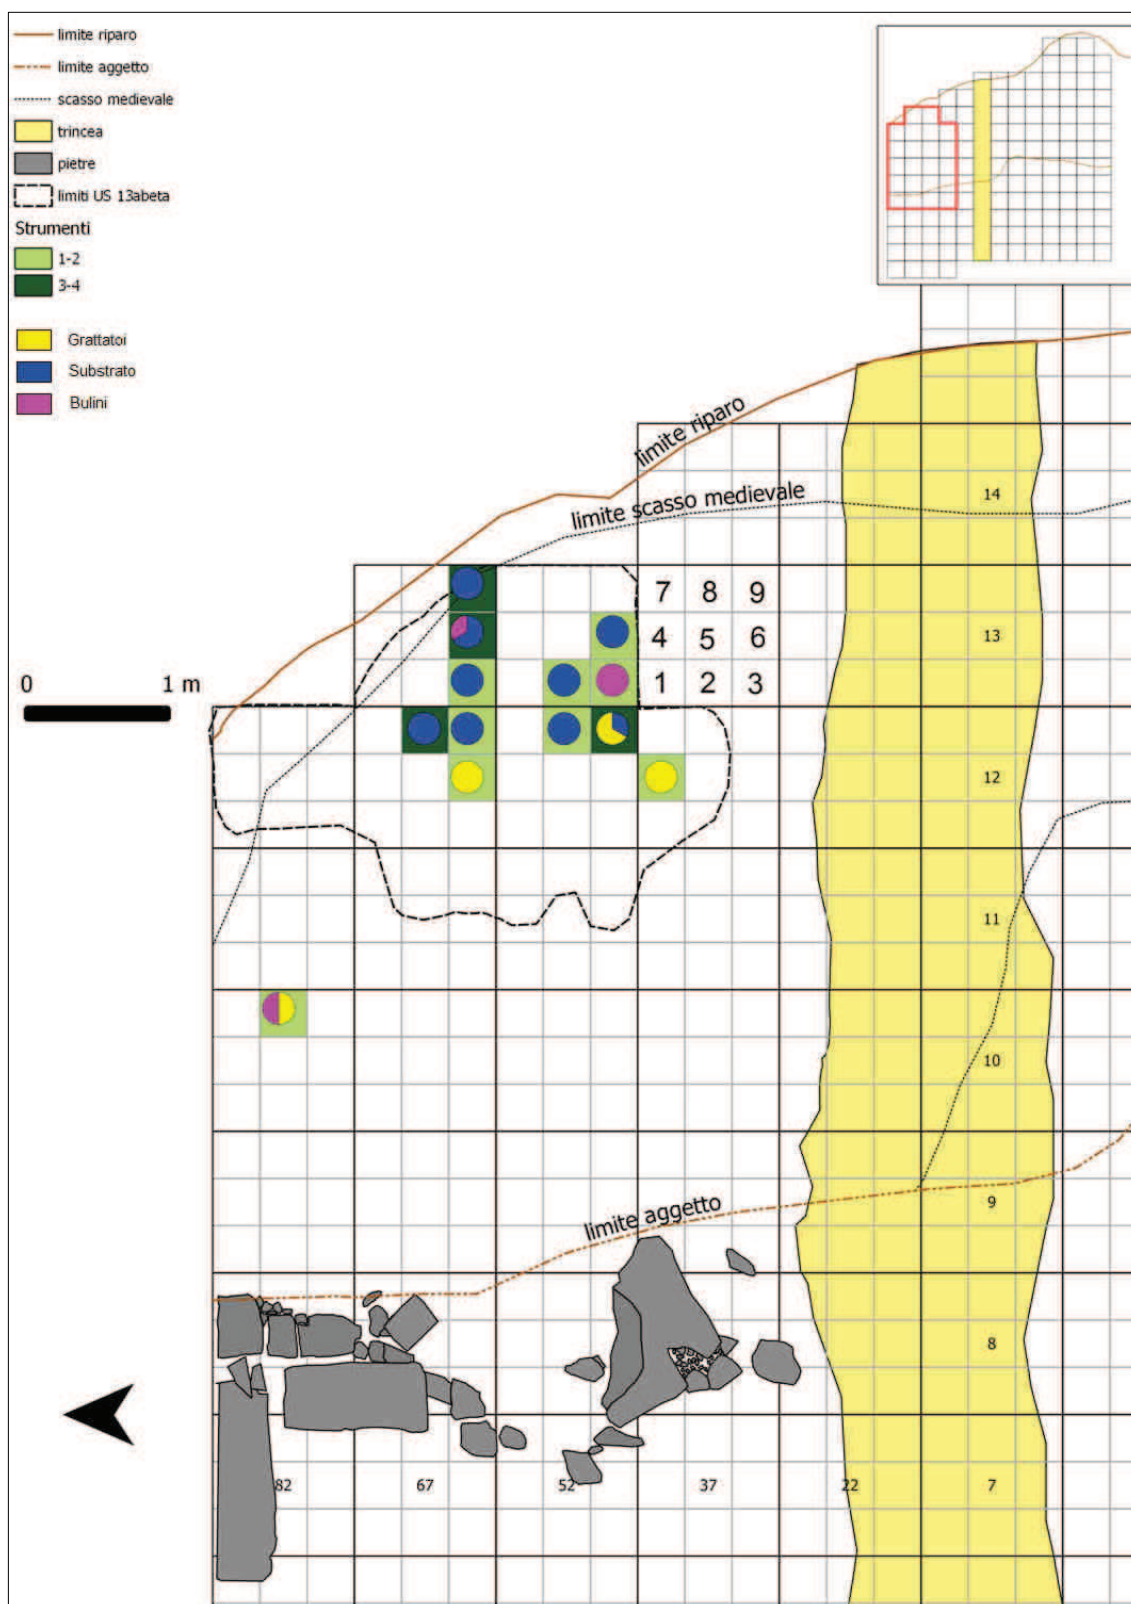 limite riparo
limite aggetto
scasso medievale
trincea
pietre
limiti US 13abeta
Strumenti
1-2
3-4
Grattatoi
Substrato
Bulini
limite riparo
limite scasso medievale
14
7 8 9
4 5 6
13
1 2 3
0 1 m
12
11
10
limite aggetto
9
8
82 67 52 37 22 7